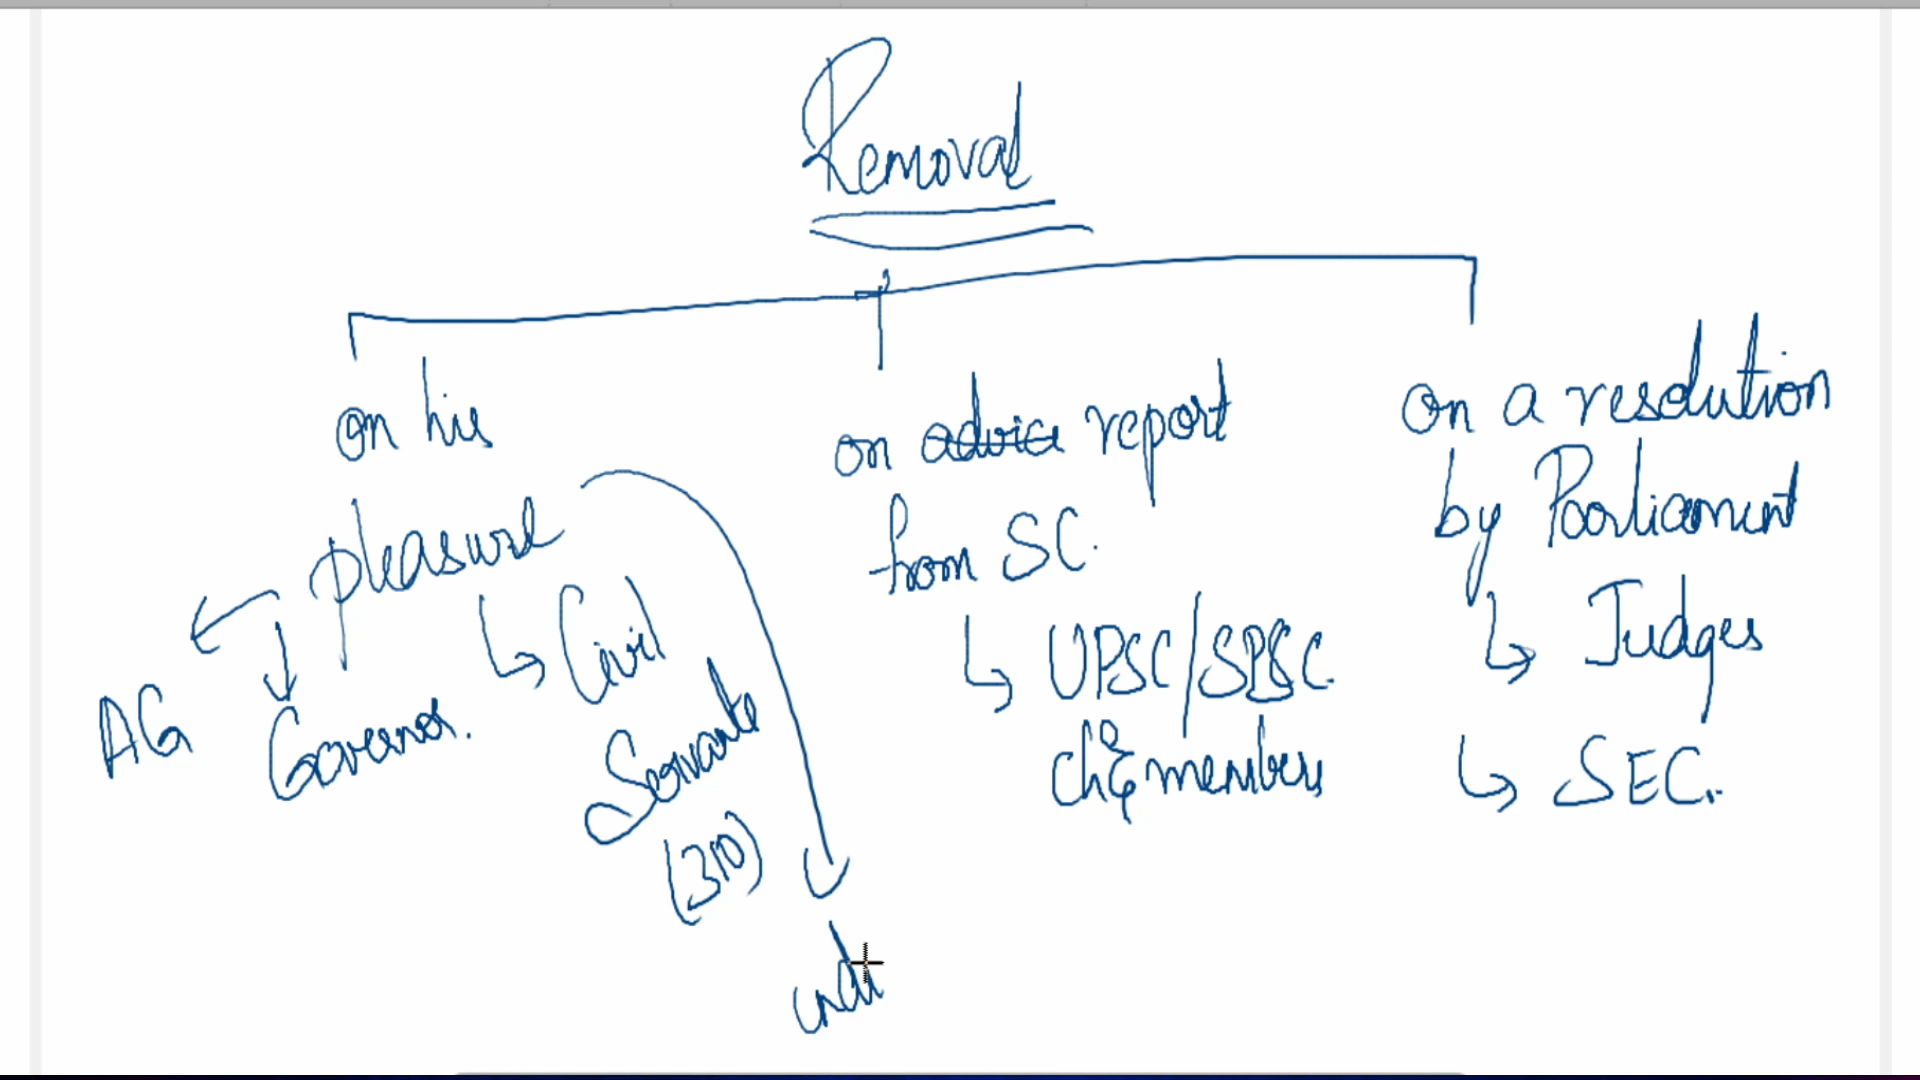 Removal
on his
pleasure
AG
Governor.
Civil
Servants
(310)
on advice report
from SC.
UPSC/SPSC.
ch & members
on a resolution
by Parliament
Judges
SEC.